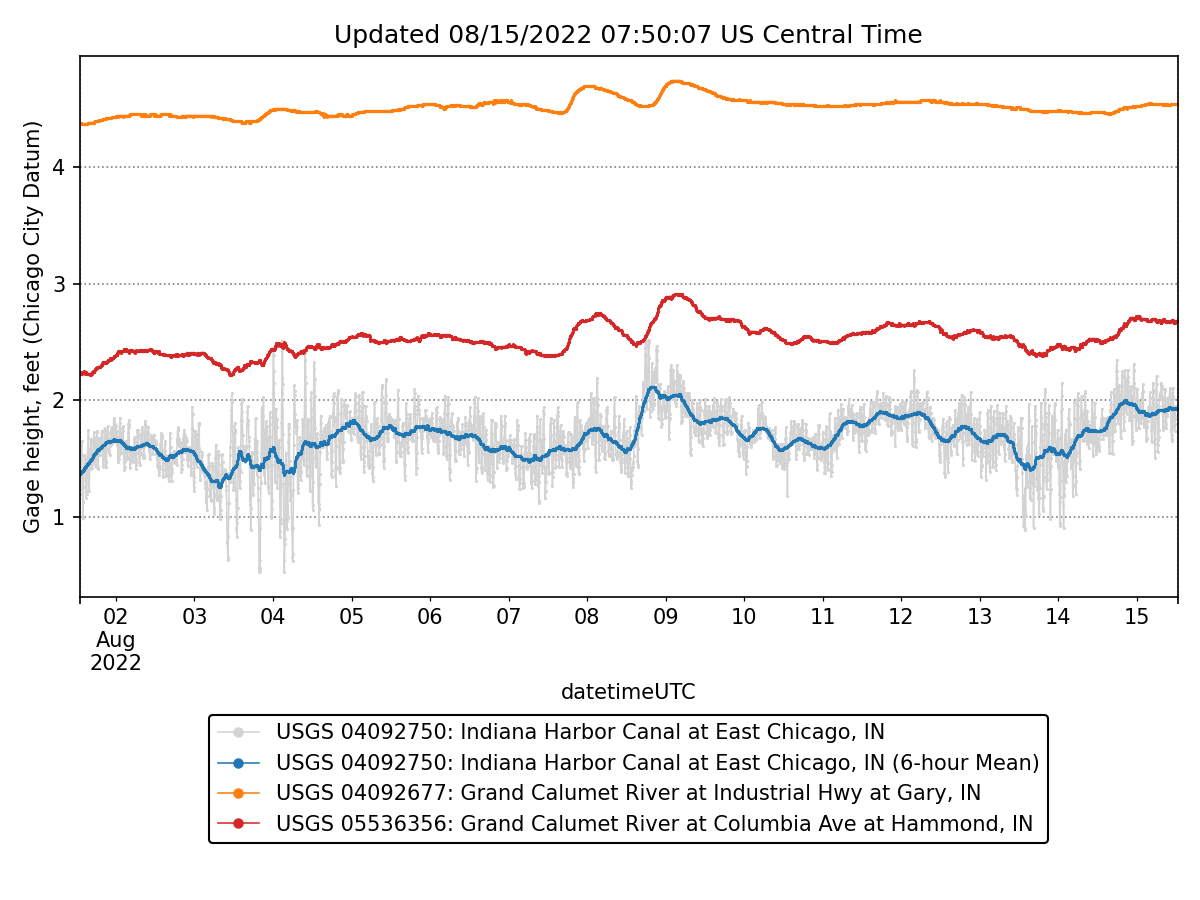 Updated 08/15/2022 07:50:07 US Central Time
Gage height, feet (Chicago City Datum)
4
3
2
1
02 03 04 05 06 07 08 09 10 11 12 13 14 15
Aug
2022
datetimeUTC
USGS 04092750: Indiana Harbor Canal at East Chicago, IN
USGS 04092750: Indiana Harbor Canal at East Chicago, IN (6-hour Mean)
USGS 04092677: Grand Calumet River at Industrial Hwy at Gary, IN
USGS 05536356: Grand Calumet River at Columbia Ave at Hammond, IN